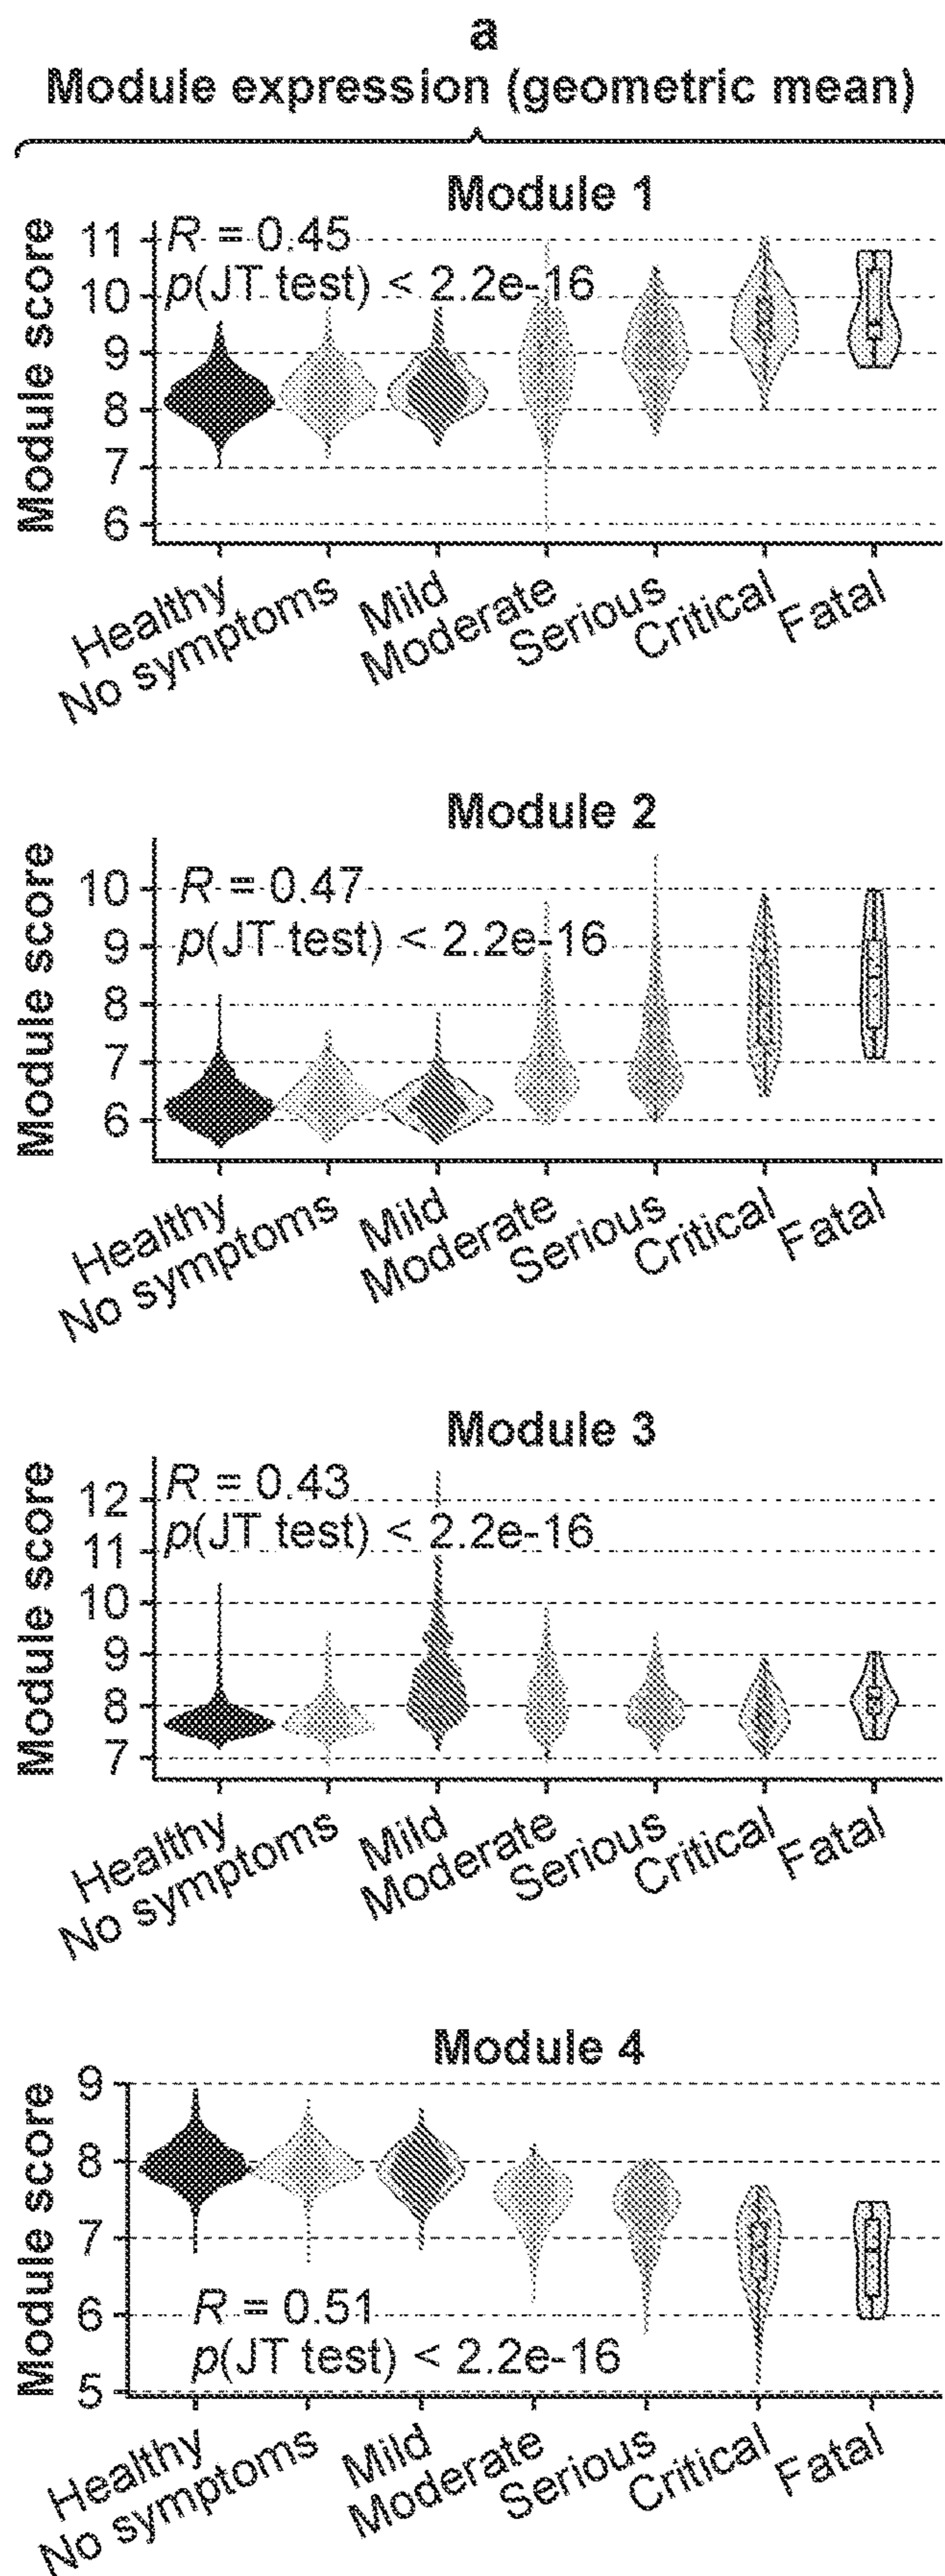 a
Module expression (geometric mean)
Module 1
Module score
R = 0.45
p(JT test) < 2.2e-16
11
10
9
8
7
6
Healthy
No symptoms
Mild
Moderate
Serious
Critical
Fatal
Module 2
Module score
R = 0.47
p(JT test) < 2.2e-16
10
9
8
7
6
Healthy
No symptoms
Mild
Moderate
Serious
Critical
Fatal
Module 3
Module score
R = 0.43
p(JT test) < 2.2e-16
12
11
10
9
8
7
Healthy
No symptoms
Mild
Moderate
Serious
Critical
Fatal
Module 4
Module score
9
8
7
6
5
R = 0.51
p(JT test) < 2.2e-16
Healthy
No symptoms
Mild
Moderate
Serious
Critical
Fatal